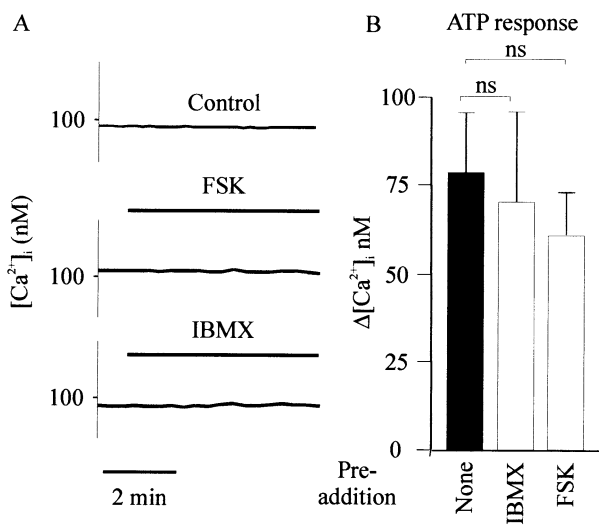 A
Control
100
FSK
100
IBMX
100
[Ca²⁺]ᵢ (nM)
2 min
B
ATP response
ns
ns
100
75
50
25
0
Δ[Ca²⁺]ᵢ nM
Pre-
addition
None
IBMX
FSK